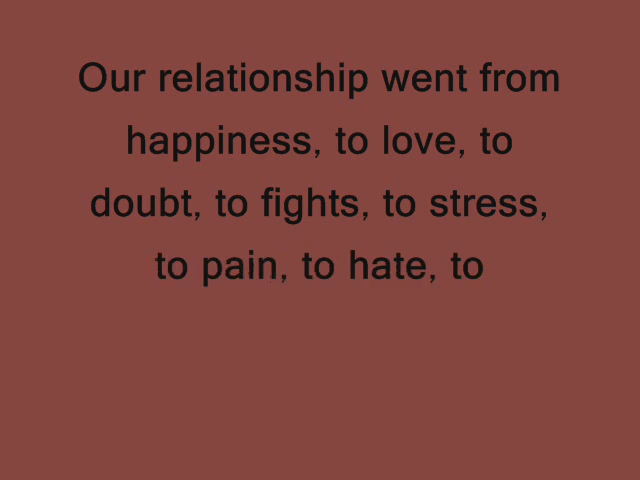 Our relationship went from
happiness, to love, to
doubt, to fights, to stress,
to pain, to hate, to